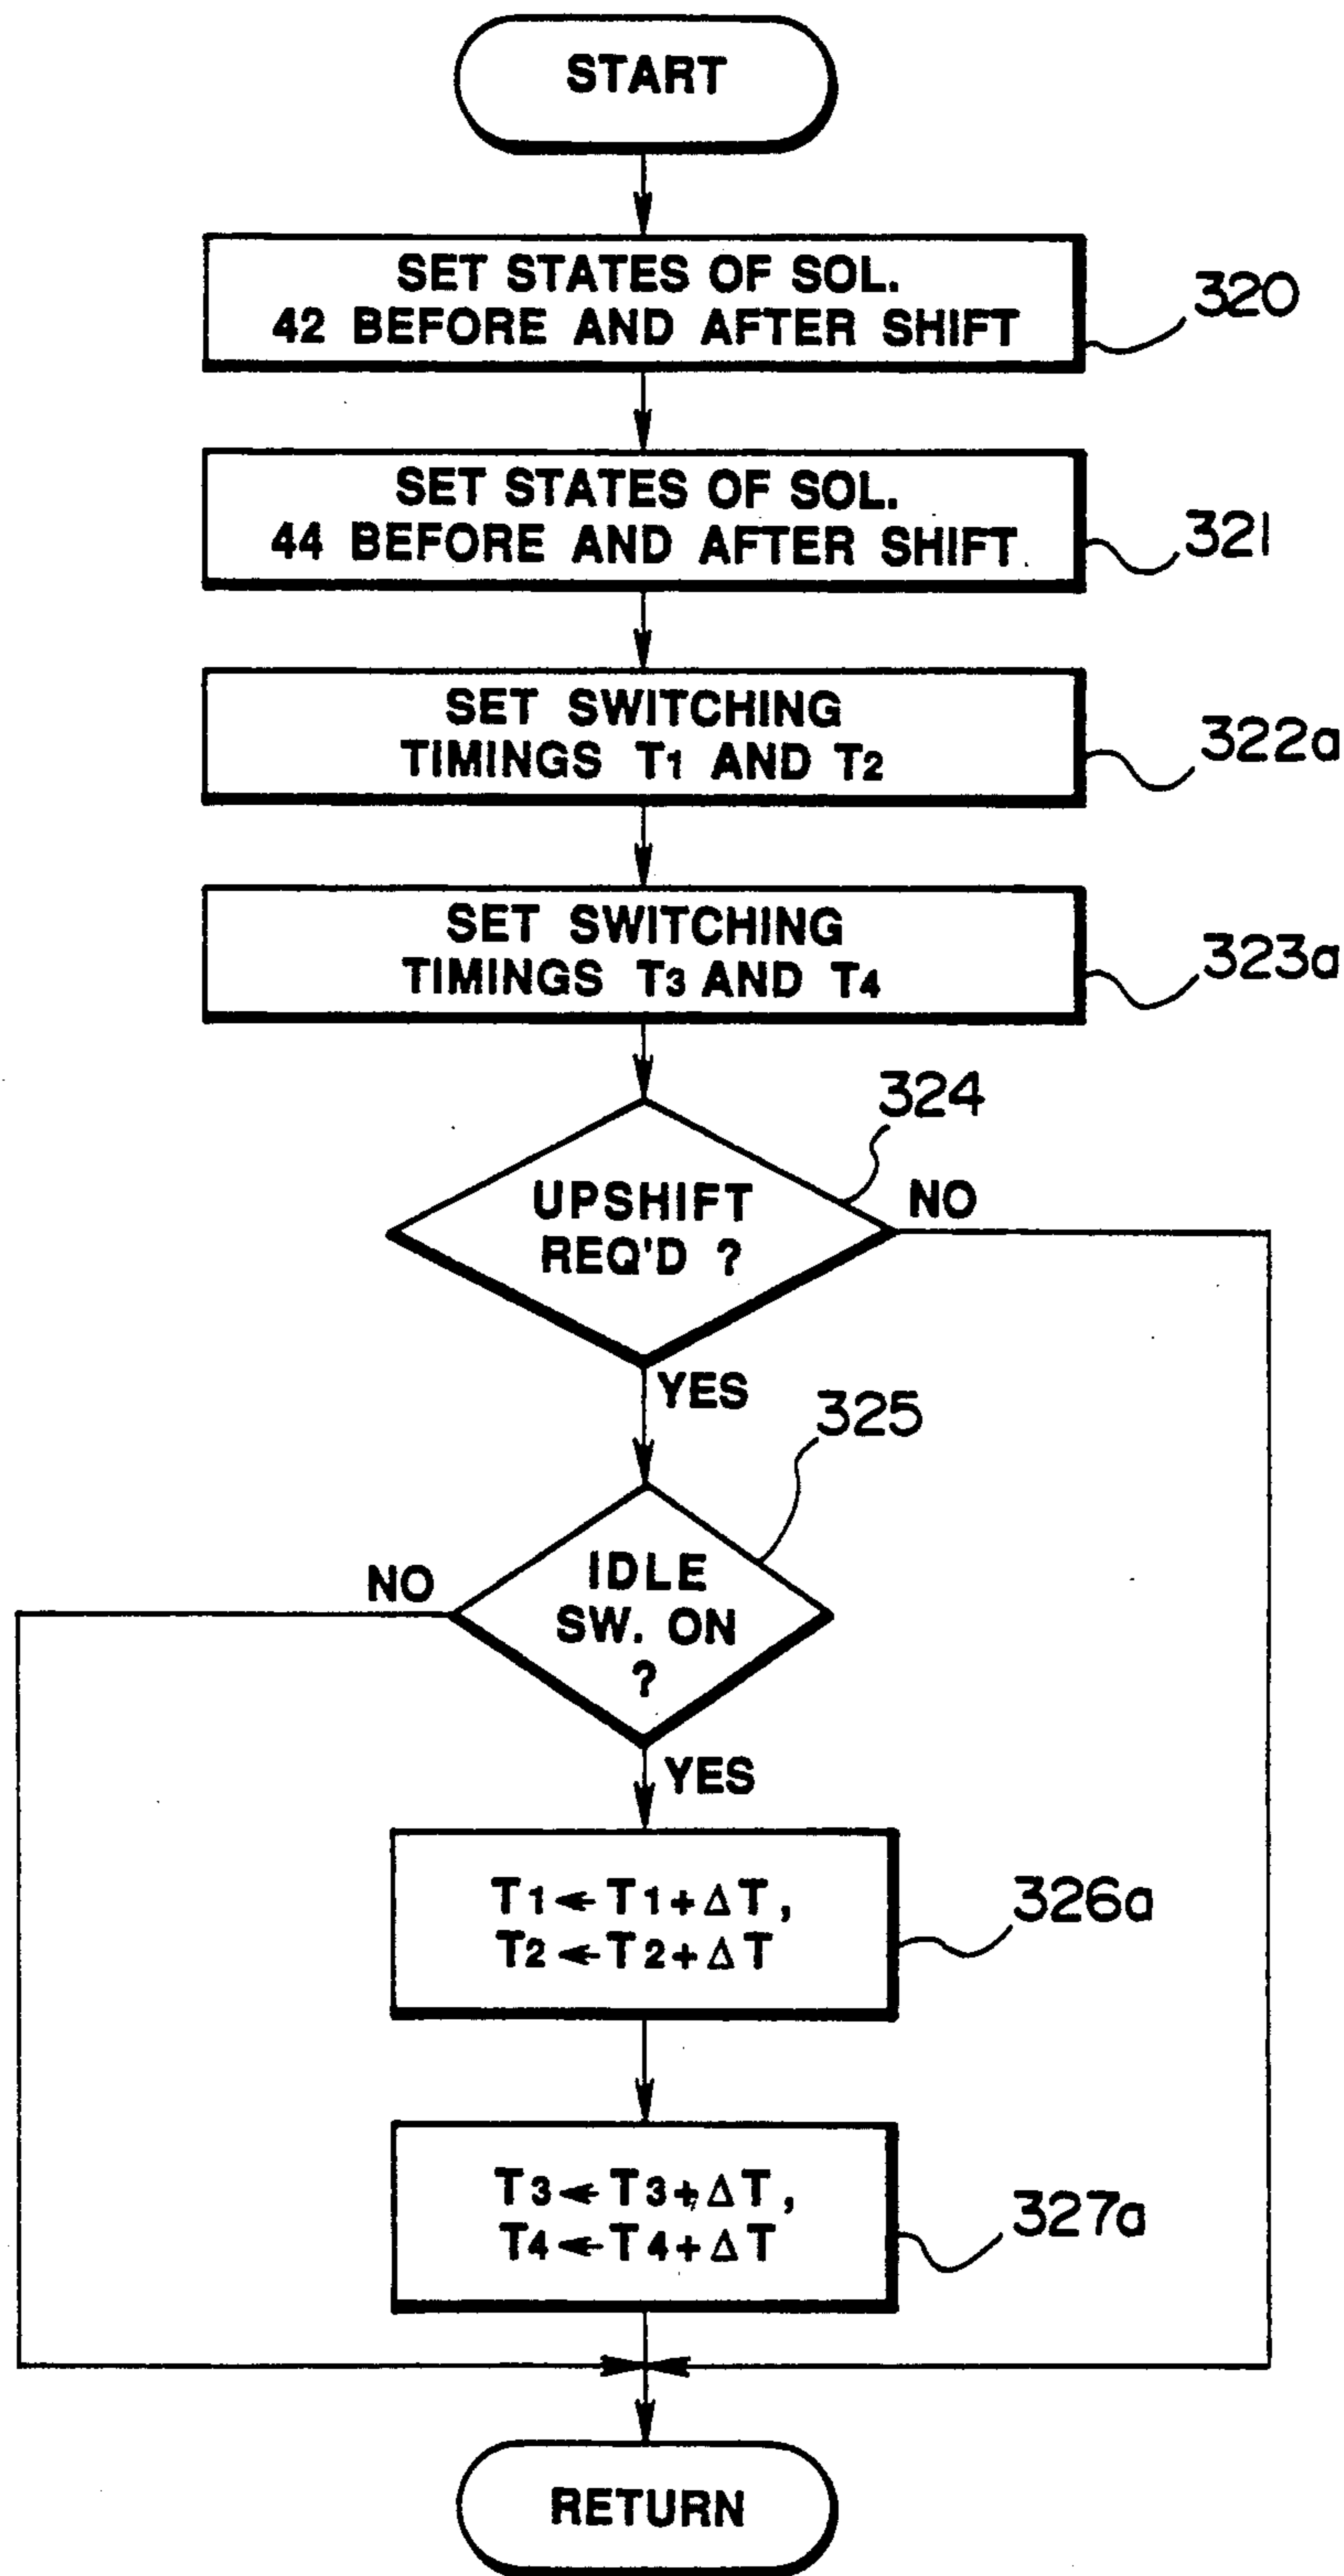 START
SET STATES OF SOL.
42 BEFORE AND AFTER SHIFT
320
SET STATES OF SOL.
44 BEFORE AND AFTER SHIFT
321
SET SWITCHING
TIMINGS T1 AND T2
322a
SET SWITCHING
TIMINGS T3 AND T4
323a
324
UPSHIFT
REQ'D ?
NO
YES
325
IDLE
SW. ON
?
NO
YES
T1←T1+ΔT,
T2←T2+ΔT
326a
T3←T3+ΔT,
T4←T4+ΔT
327a
RETURN